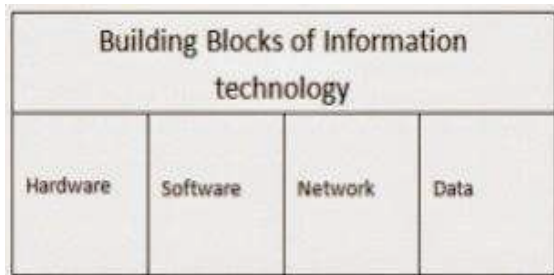 Building Blocks of Information
technology
Hardware
Software
Network
Data